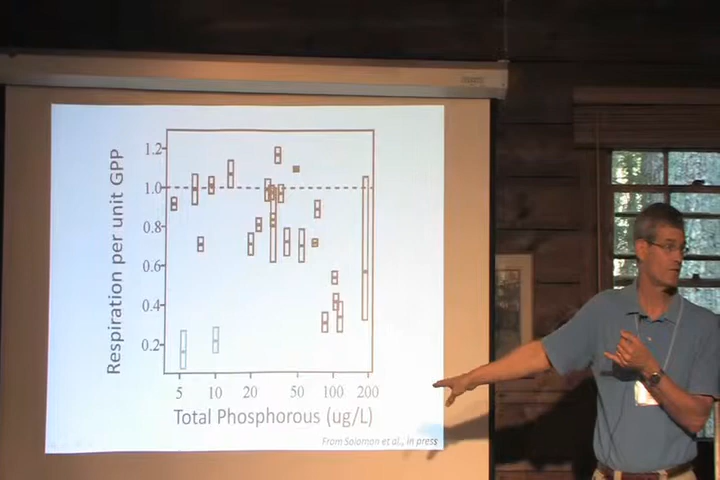 Respiration per unit GPP
1.2
1.0
0.8
0.6
0.4
0.2
5 10 20 50 100 200
Total Phosphorous (ug/L)
From Solomon et al., in press